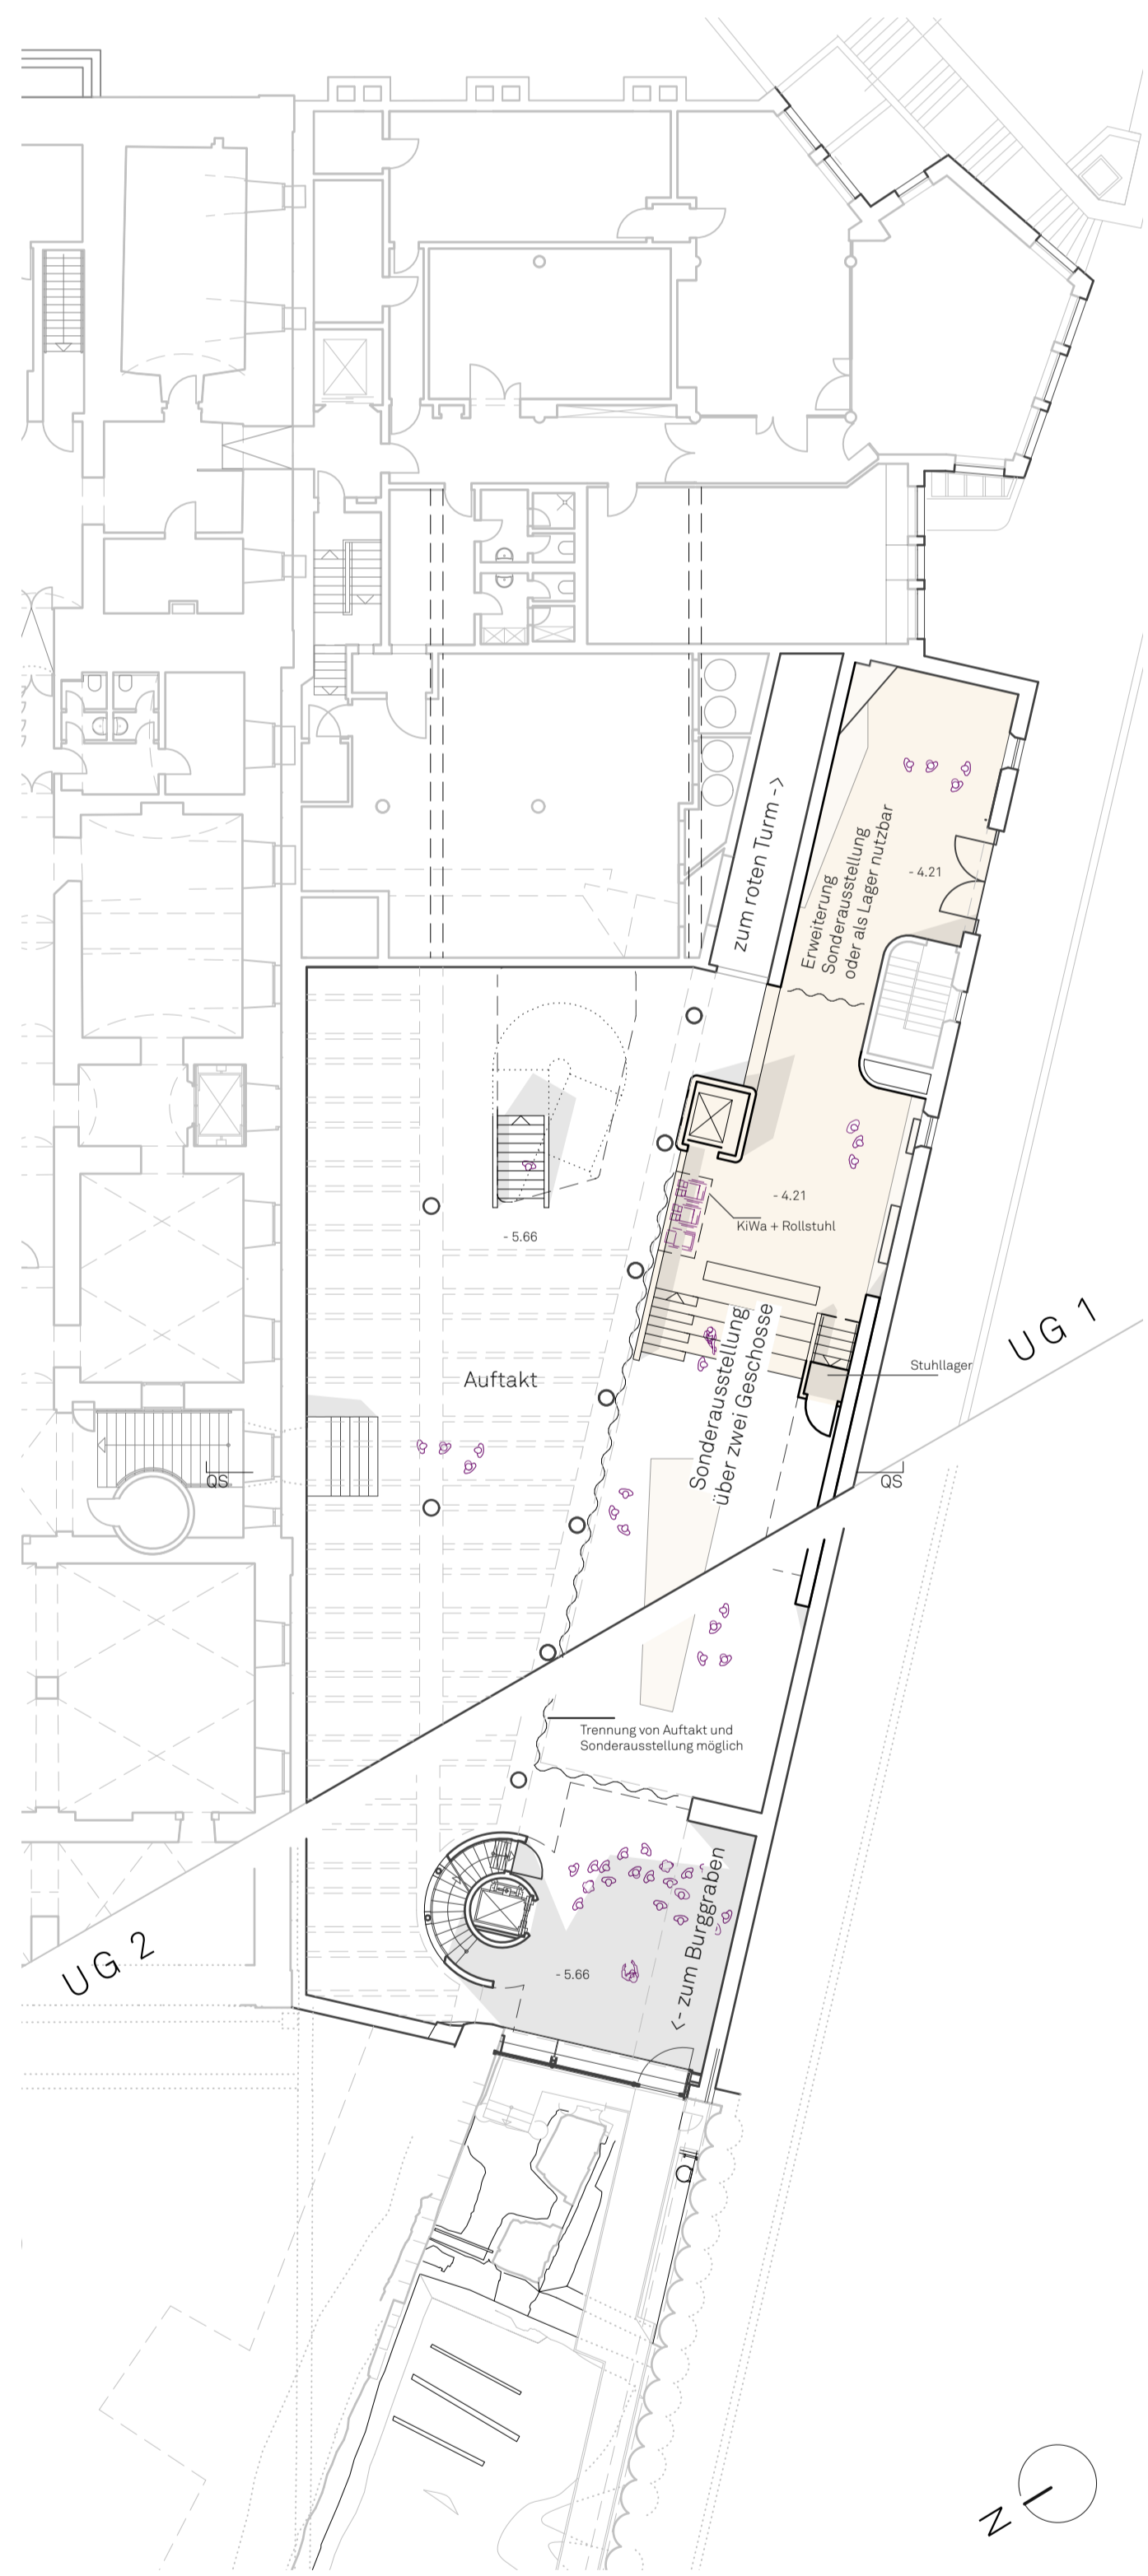 zum roten Turm ->
Erweiterung
Sonderausstellung
oder als Lager nutzbar
- 4.21
- 4.21
KiWa + Rollstuhl
- 5.66
Auftakt
Sonderausstellung
über zwei Geschosse
UG 1
Stuhllager
QS
QS
Trennung von Auftakt und
Sonderausstellung möglich
UG 2
- 5.66
<- zum Burggraben
N